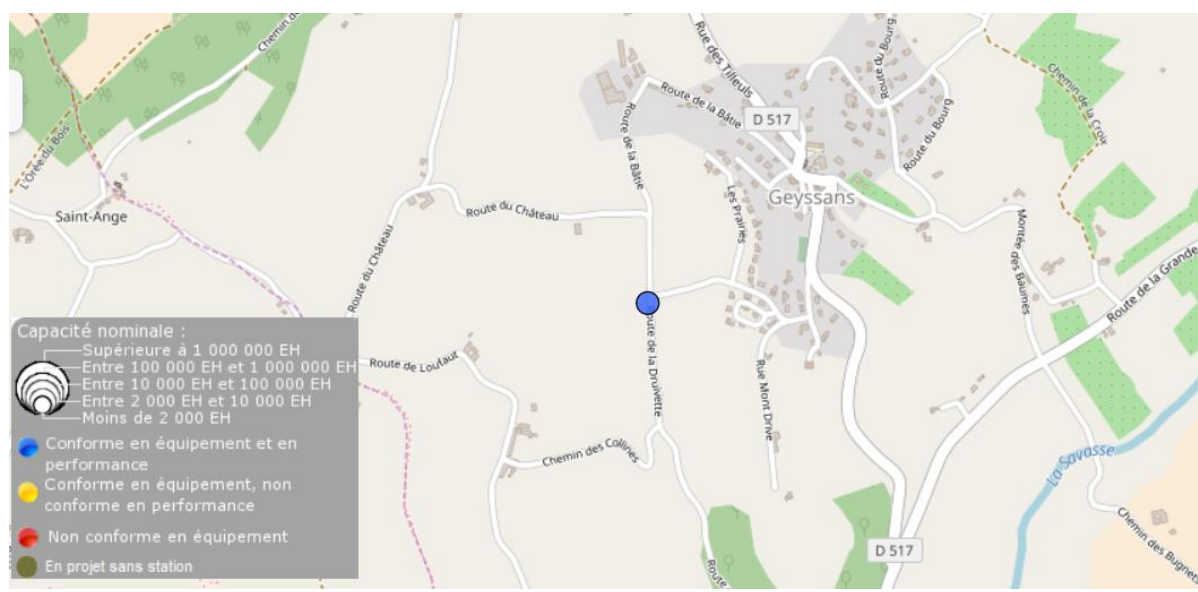 Chemin de
Rue des Tilleuls
Route du Bourg
Chemin de la Croix
Route de la Bâtie
Route de la Bâtie
D 517
Route du Bourg
L'Orée du Bois
Saint-Ange
Route du Château
Les Prairies
Geyssans
Montée des Baumes
Route de la Grande
Route du Château
Capacité nominale :
Supérieure à 1 000 000 EH
Entre 100 000 EH et 1 000 000 EH
Entre 10 000 EH et 100 000 EH
Entre 2 000 EH et 10 000 EH
Moins de 2 000 EH
Conforme en équipement et en
performance
Conforme en équipement, non
conforme en performance
Non conforme en équipement
En projet sans station
Route de Loufaut
oute de la Druivette
Rue Mont Drive
Chemin des Collines
La Savasse
D 517
Route
Chemin des Bugnets